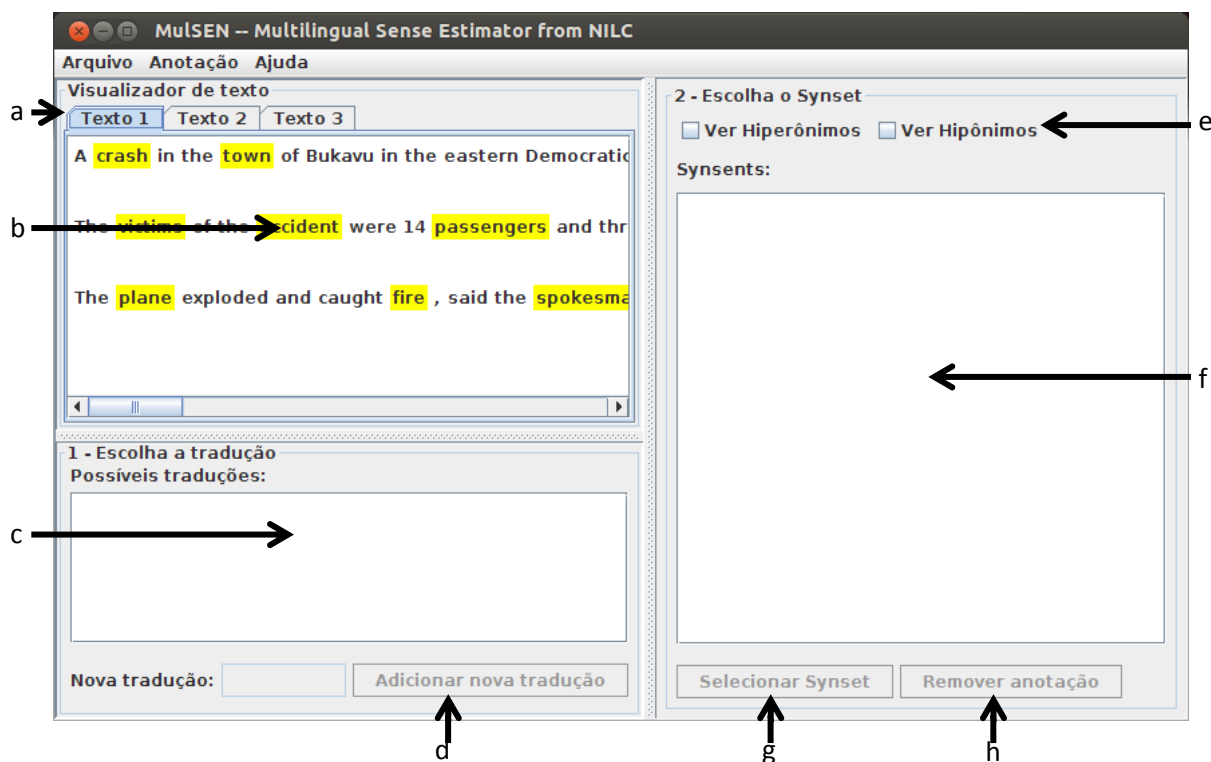 MulSEN -- Multilingual Sense Estimator from NILC
Arquivo Anotação Ajuda
Visualizador de texto
a
Texto 1 Texto 2 Texto 3
A crash in the town of Bukavu in the eastern Democratic
b
The victims of the accident were 14 passengers and thr
The plane exploded and caught fire , said the spokesma
1 - Escolha a tradução
Possíveis traduções:
c
Nova tradução: Adicionar nova tradução
d
2 - Escolha o Synset
Ver Hiperônimos Ver Hipônimos
e
Synsents:
f
Selecionar Synset Remover anotação
g h